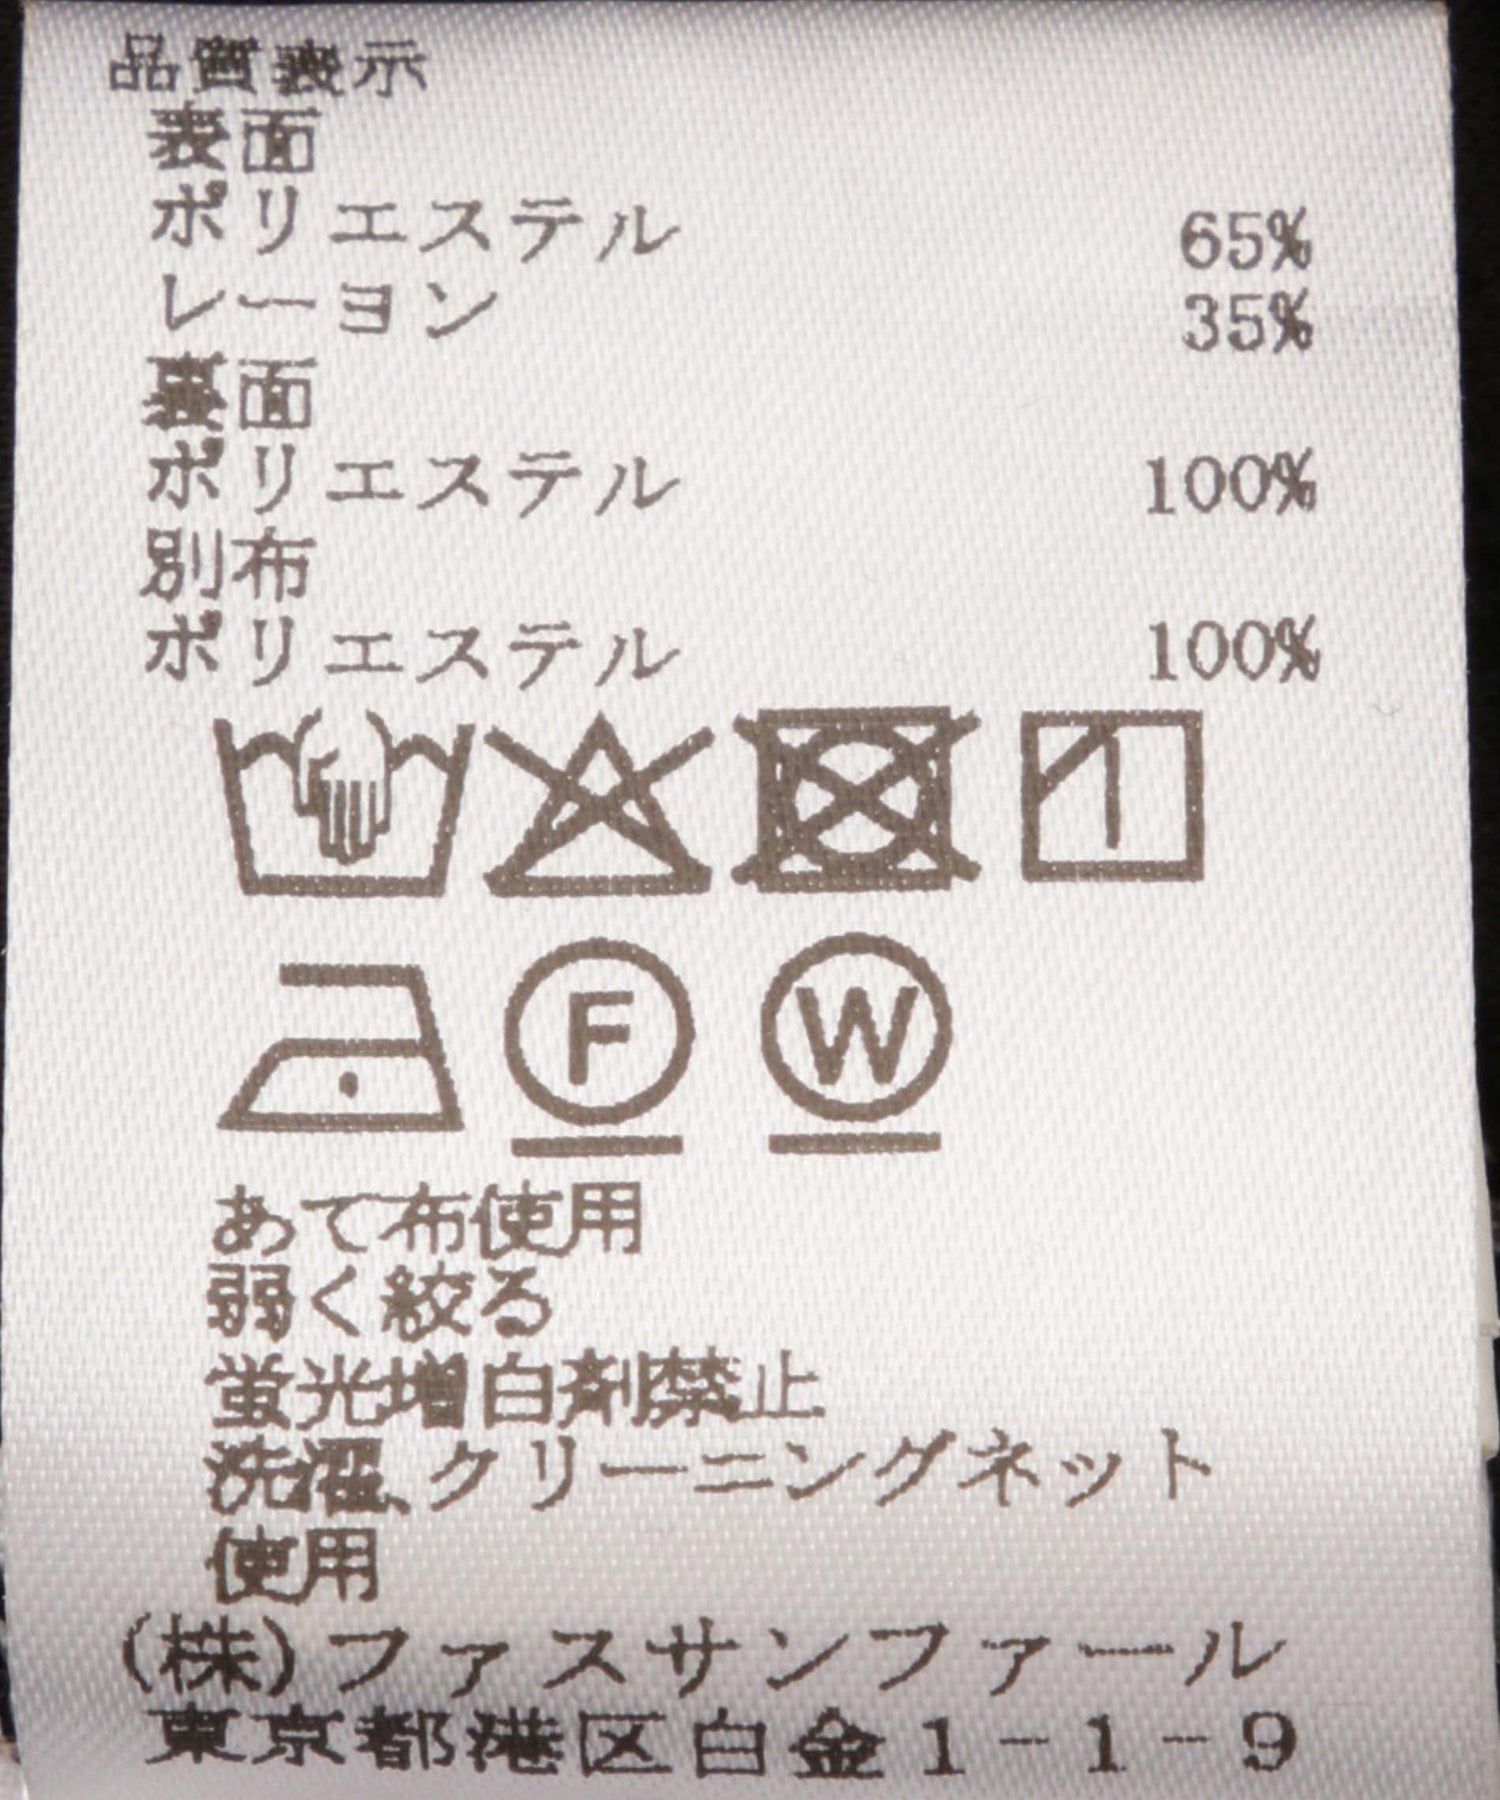 品質表示
表面
ポリエステル 65%
レーヨン 35%
裏面
ポリエステル 100%
別布
ポリエステル 100%
F W
あて布使用
弱く絞る
蛍光増白剤禁止
洗濯、クリーニングネット
使用
(株)ファスサンファール
東京都港区白金1-1-9